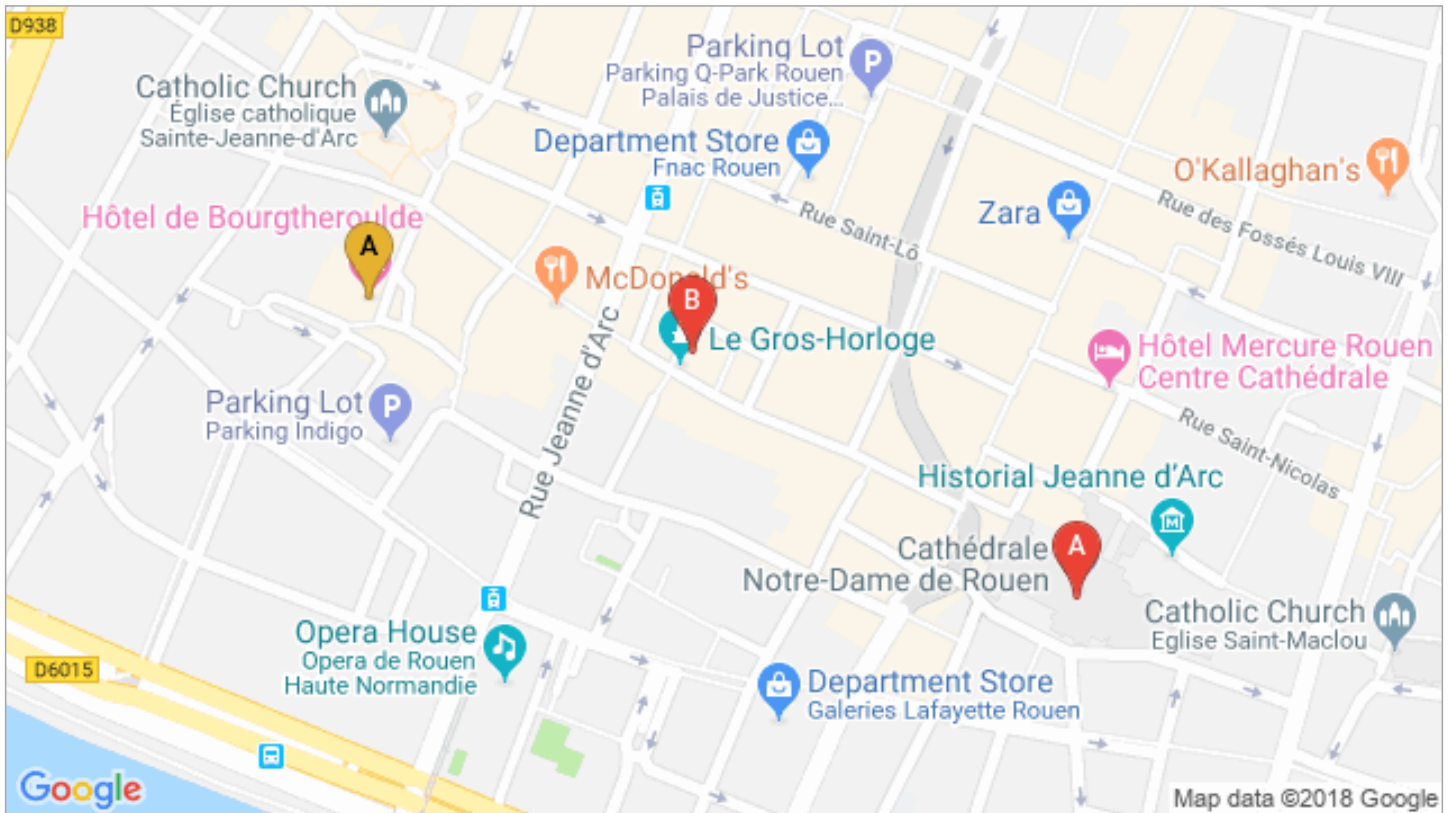 D938
Parking Lot
Parking Q-Park Rouen
Palais de Justice...
Catholic Church
Église catholique
Sainte-Jeanne-d'Arc
Department Store
Fnac Rouen
O'Kallaghan's
Zara
Rue Saint-Lô
Rue des Fossés Louis VIII
Hôtel de Bourgtheroulde
A
McDonald's
B
Le Gros-Horloge
Rue Jeanne d'Arc
Hôtel Mercure Rouen
Centre Cathédrale
Parking Lot
Parking Indigo
P
P
Rue Saint-Nicolas
Historial Jeanne d'Arc
M
Cathédrale
Notre-Dame de Rouen
A
Catholic Church
Eglise Saint-Maclou
Opera House
Opera de Rouen
Haute Normandie
D6015
Department Store
Galeries Lafayette Rouen
Google
Map data ©2018 Google